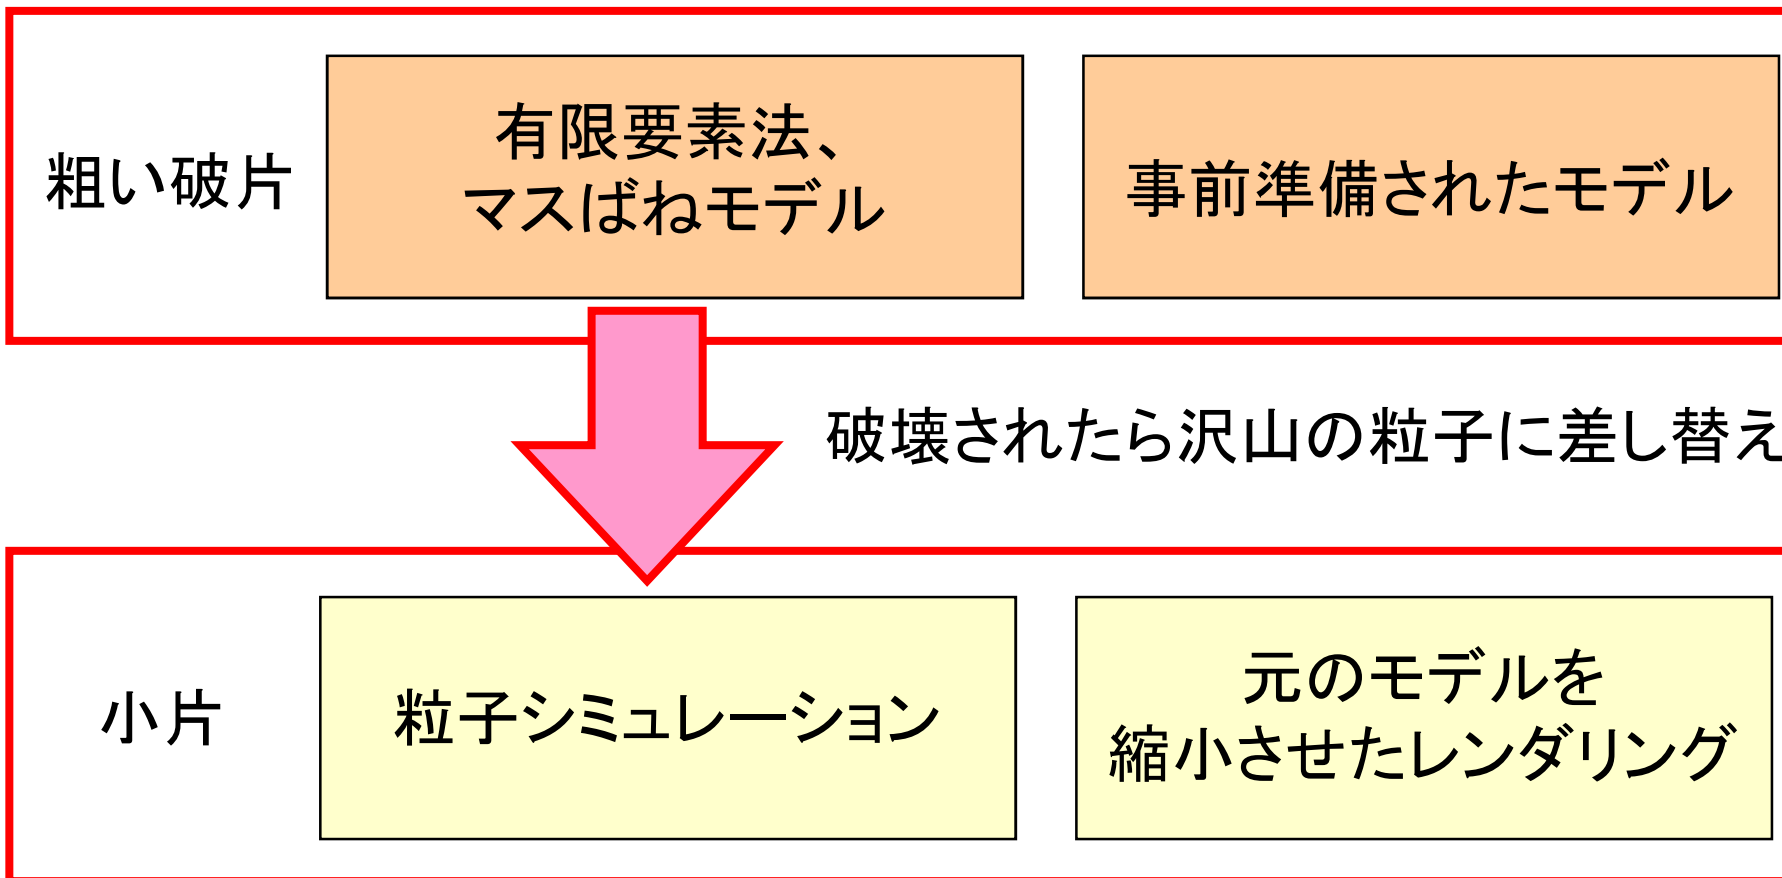 粗い破片
有限要素法、
マスばねモデル
事前準備されたモデル
破壊されたら沢山の粒子に差し替え
小片
粒子シミュレーション
元のモデルを
縮小させたレンダリング